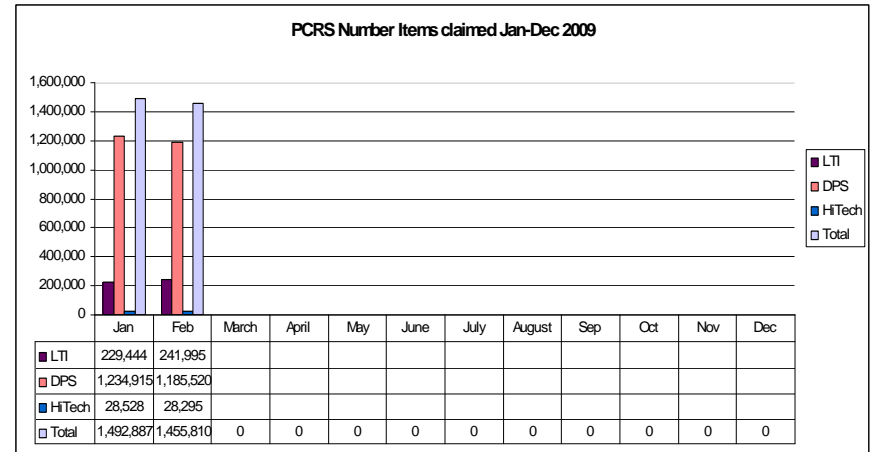 PCRS Number Items claimed Jan-Dec 2009
1,600,000
1,400,000
1,200,000
1,000,000
800,000
600,000
400,000
200,000
0
LTI
DPS
HiTech
Total
Jan Feb March April May June July August Sep Oct Nov Dec
LTI 229,444 241,995
DPS 1,234,915 1,185,520
HiTech 28,528 28,295
Total 1,492,887 1,455,810 0 0 0 0 0 0 0 0 0 0